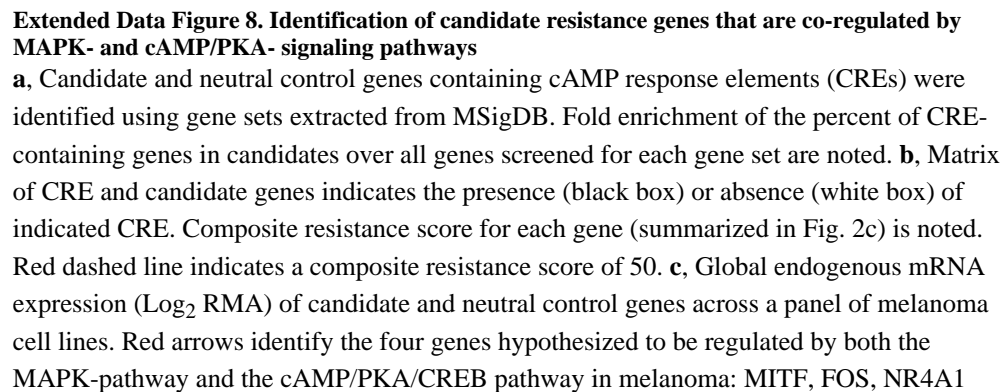 Extended Data Figure 8. Identification of candidate resistance genes that are co-regulated by
MAPK- and cAMP/PKA- signaling pathways
a, Candidate and neutral control genes containing cAMP response elements (CREs) were
identified using gene sets extracted from MSigDB. Fold enrichment of the percent of CRE-
containing genes in candidates over all genes screened for each gene set are noted. b, Matrix
of CRE and candidate genes indicates the presence (black box) or absence (white box) of
indicated CRE. Composite resistance score for each gene (summarized in Fig. 2c) is noted.
Red dashed line indicates a composite resistance score of 50. c, Global endogenous mRNA
expression (Log2 RMA) of candidate and neutral control genes across a panel of melanoma
cell lines. Red arrows identify the four genes hypothesized to be regulated by both the
MAPK-pathway and the cAMP/PKA/CREB pathway in melanoma: MITF, FOS, NR4A1